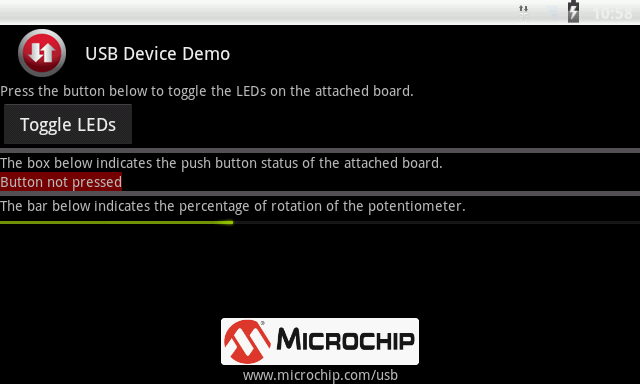 10:58
USB Device Demo
Press the button below to toggle the LEDs on the attached board.
Toggle LEDs
The box below indicates the push button status of the attached board.
Button not pressed
The bar below indicates the percentage of rotation of the potentiometer.
MICROCHIP
www.microchip.com/usb